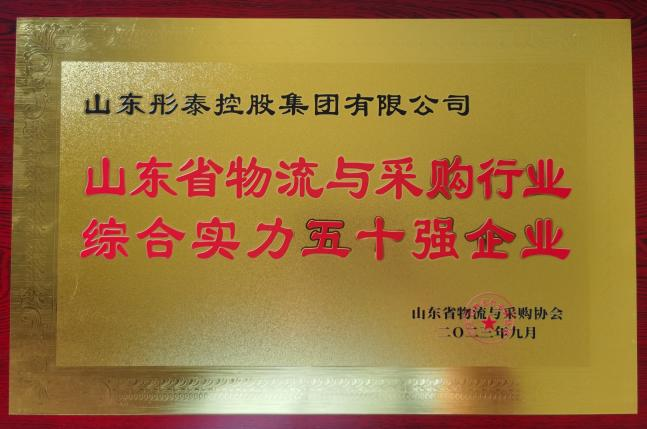 山东彤泰控股集团有限公司
山东省物流与采购行业
综合实力五十强企业
山东省物流与采购协会
二〇二三年九月